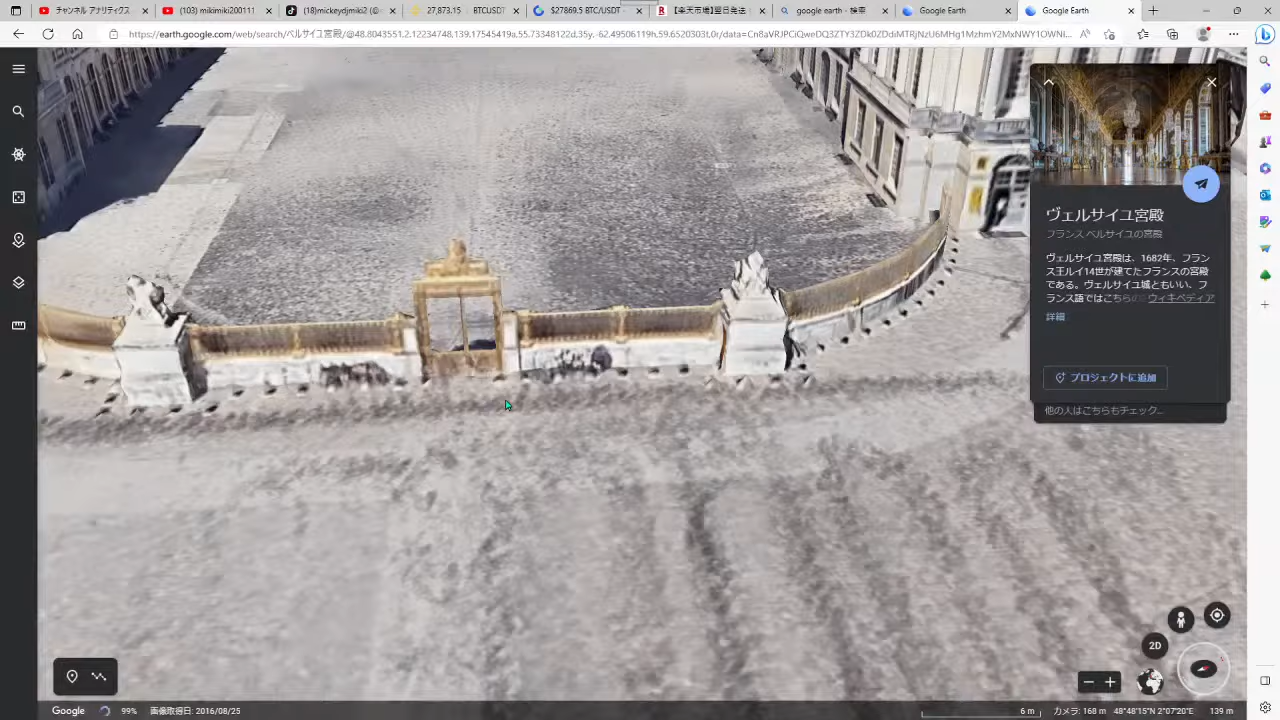 チャンネル アナリティクス
(103) mikimiki200111
(18)mickeydjmiki2 (@
27,873.15 : BTCUSDT
$27869.5 BTC/USDT -
【楽天市場】翌日発送：
google earth - 検索
Google Earth
Google Earth
ヴェルサイユ宮殿
フランス ベルサイユの宮殿
ヴェルサイユ宮殿は、1682年、フラン
ス王ルイ14世が建てたフランスの宮殿
である。ヴェルサイユ城ともいい、フ
ランス語ではこちらの ウィキペディア
詳細
プロジェクトに追加
他の人はこちらもチェック...
2D
Google
99%
画像取得日: 2016/08/25
6 m
カメラ: 168 m
48°48'15"N 2°07'20"E
139 m